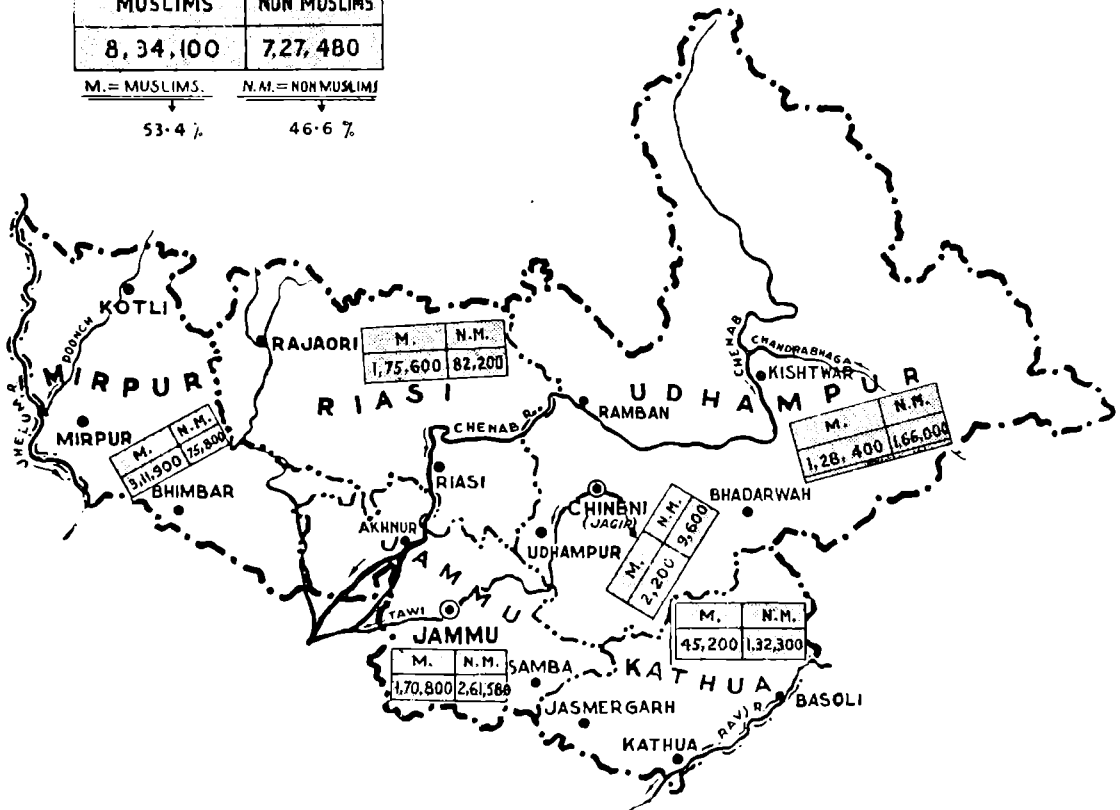 MUSLIMS NON MUSLIMS
8,34,100 7,27,480
M.= MUSLIMS. N.M.= NON MUSLIMS
53.4 % 46.6 %
KOTLI
POONCH
JHELUM R.
MIRPUR
MIRPUR
M. N.M.
3,11,900 75,800
BHIMBAR
RAJAORI
M. N.M.
1,75,600 82,200
RIASI
CHENAB R.
RIASI
RAMBAN
UDHAMPUR
CHENAB
CHANDRABHAGA
KISHTWAR
M. N.M.
1,28,400 1,66,000
BHADARWAH
CHINENI
(JAGIR)
M. N.M.
2,200 9,600
UDHAMPUR
AKHNUR
JAMMU
TAWI
JAMMU
M. N.M.
1,70,800 2,61,580
SAMBA
KATHUA
M. N.M.
45,200 1,32,300
JASMERGARH
BASOLI
RAVI R.
KATHUA